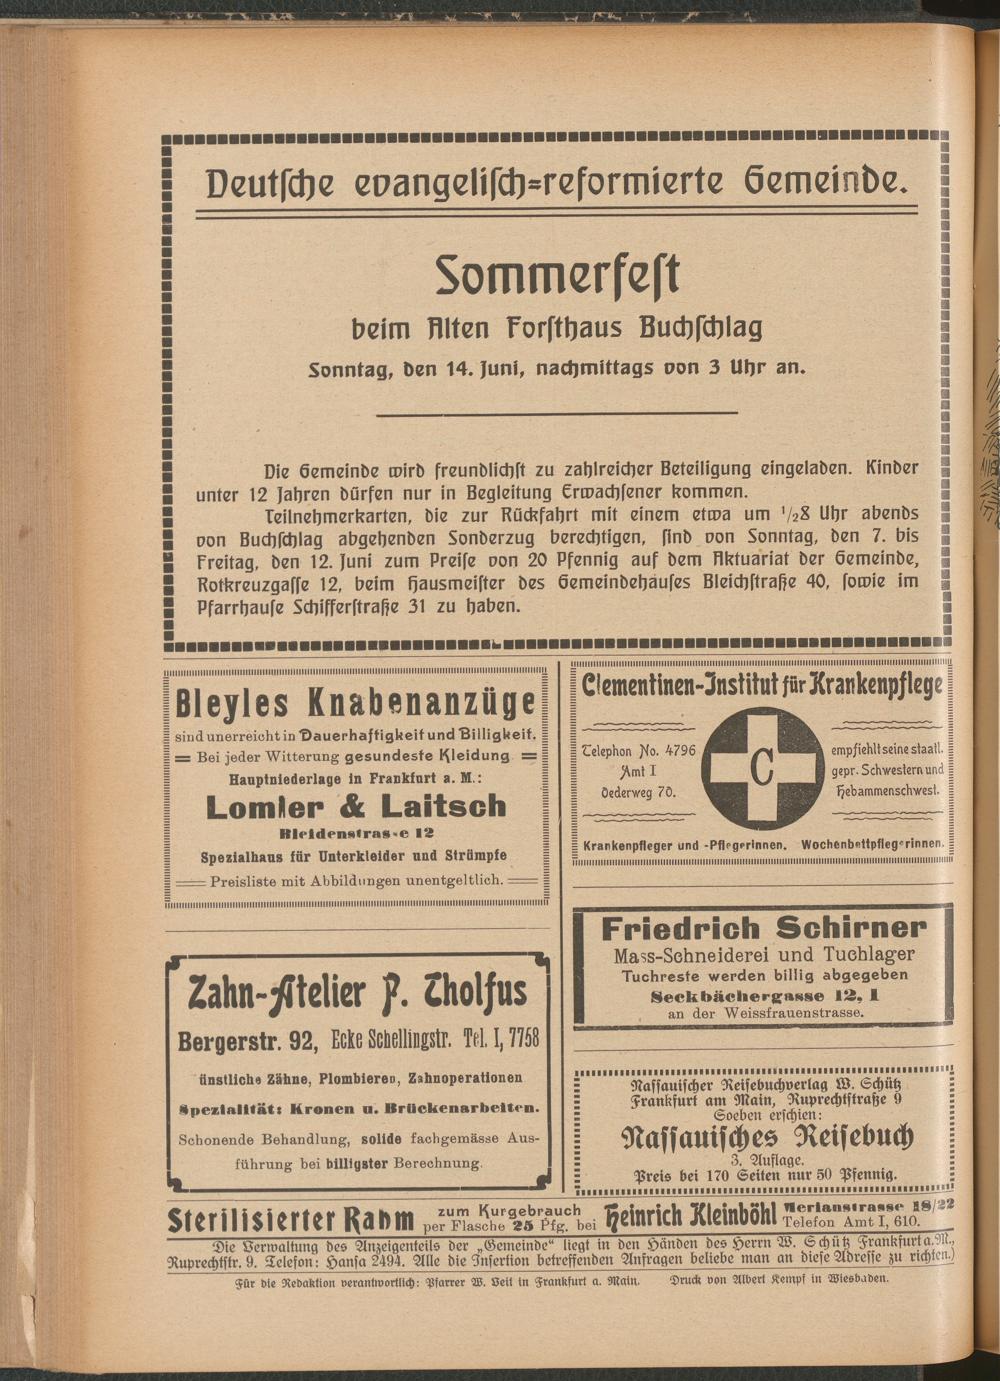 Deutsche evangelisch=reformierte Gemeinde.
Sommerfest
beim Alten Forsthaus Buchschlag
Sonntag, den 14. Juni, nachmittags von 3 Uhr an.
Die Gemeinde wird freundlichst zu zahlreicher Beteiligung eingeladen. Kinder
unter 12 Jahren dürfen nur in Begleitung Erwachsener kommen.
Teilnehmerkarten, die zur Rückfahrt mit einem etwa um 1/28 Uhr abends
von Buchschlag abgehenden Sonderzug berechtigen, sind von Sonntag, den 7. bis
Freitag, den 12. Juni zum Preise von 20 Pfennig auf dem Aktuariat der Gemeinde,
Rotkreuzgasse 12, beim Hausmeister des Gemeindehauses Bleichstraße 40, sowie im
Pfarrhause Schifferstraße 31 zu haben.
Bleyles Knabenanzüge
sind unerreicht in Dauerhaftigkeit und Billigkeit.
Bei jeder Witterung gesundeste Kleidung
Hauptniederlage in Frankfurt a. M.:
Lomler & Laitsch
Bleidenstrasse 12
Spezialhaus für Unterkleider und Strümpfe
Preisliste mit Abbildungen unentgeltlich.
Zahn-Atelier P. Tholfus
Bergerstr. 92, Ecke Schellingstr. Tel. I, 7758
ünstliche Zähne, Plombieren, Zahnoperationen
Spezialität: Kronen u. Brückenarbeiten.
Schonende Behandlung, solide fachgemässe Aus-
führung bei billigster Berechnung.
Clementinen-Institut für Krankenpflege
Telephon No. 4796
Amt I
Oederweg 70.
C
empfiehlt seine staatl.
gepr. Schwestern und
Hebammenschwest.
Krankenpfleger und -Pflegerinnen. Wochenbettpflegerinnen.
Friedrich Schirner
Mass-Schneiderei und Tuchlager
Tuchreste werden billig abgegeben
Seckbächergasse 12, I
an der Weissfrauenstrasse.
Nassauischer Reisebuchverlag W. Schütz
Frankfurt am Main, Ruprechtstraße 9
Soeben erschien:
Nassauisches Reisebuch
3. Auflage.
Preis bei 170 Seiten nur 50 Pfennig.
Sterilisierter Rahm zum Kurgebrauch per Flasche 25 Pfg. bei Heinrich Kleinböhl Merianstrasse 18/22 Telefon Amt I, 610.
Die Verwaltung des Anzeigenteils der „Gemeinde" liegt in den Händen des Herrn W. Schütz Frankfurt a. M.,
Ruprechtstr. 9. Telefon: Hansa 2494. Alle die Insertion betreffenden Anfragen beliebe man an diese Adresse zu richten.)
Für die Redaktion verantwortlich: Pfarrer W. Veit in Frankfurt a. Main. Druck von Albert Kempf in Wiesbaden.